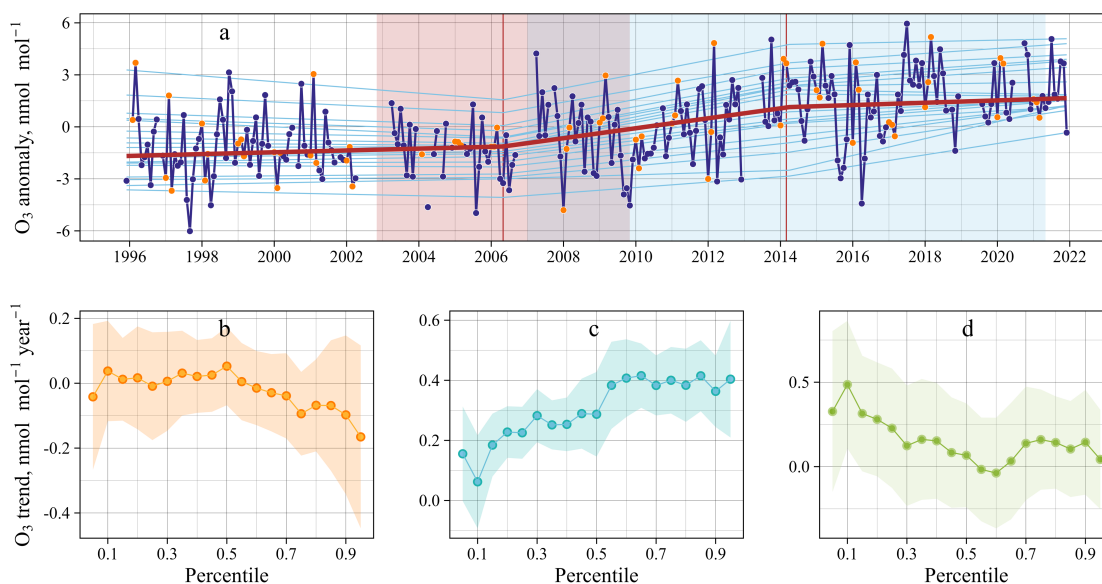 O₃ anomaly, nmol mol⁻¹
a
6
3
0
-3
-6
1996 1998 2000 2002 2004 2006 2008 2010 2012 2014 2016 2018 2020 2022
O₃ trend, nmol mol⁻¹ year⁻¹
b
0.2
0.0
-0.2
-0.4
0.1 0.3 0.5 0.7 0.9
Percentile
c
0.6
0.4
0.2
0.0
0.1 0.3 0.5 0.7 0.9
Percentile
d
0.5
0.0
0.1 0.3 0.5 0.7 0.9
Percentile